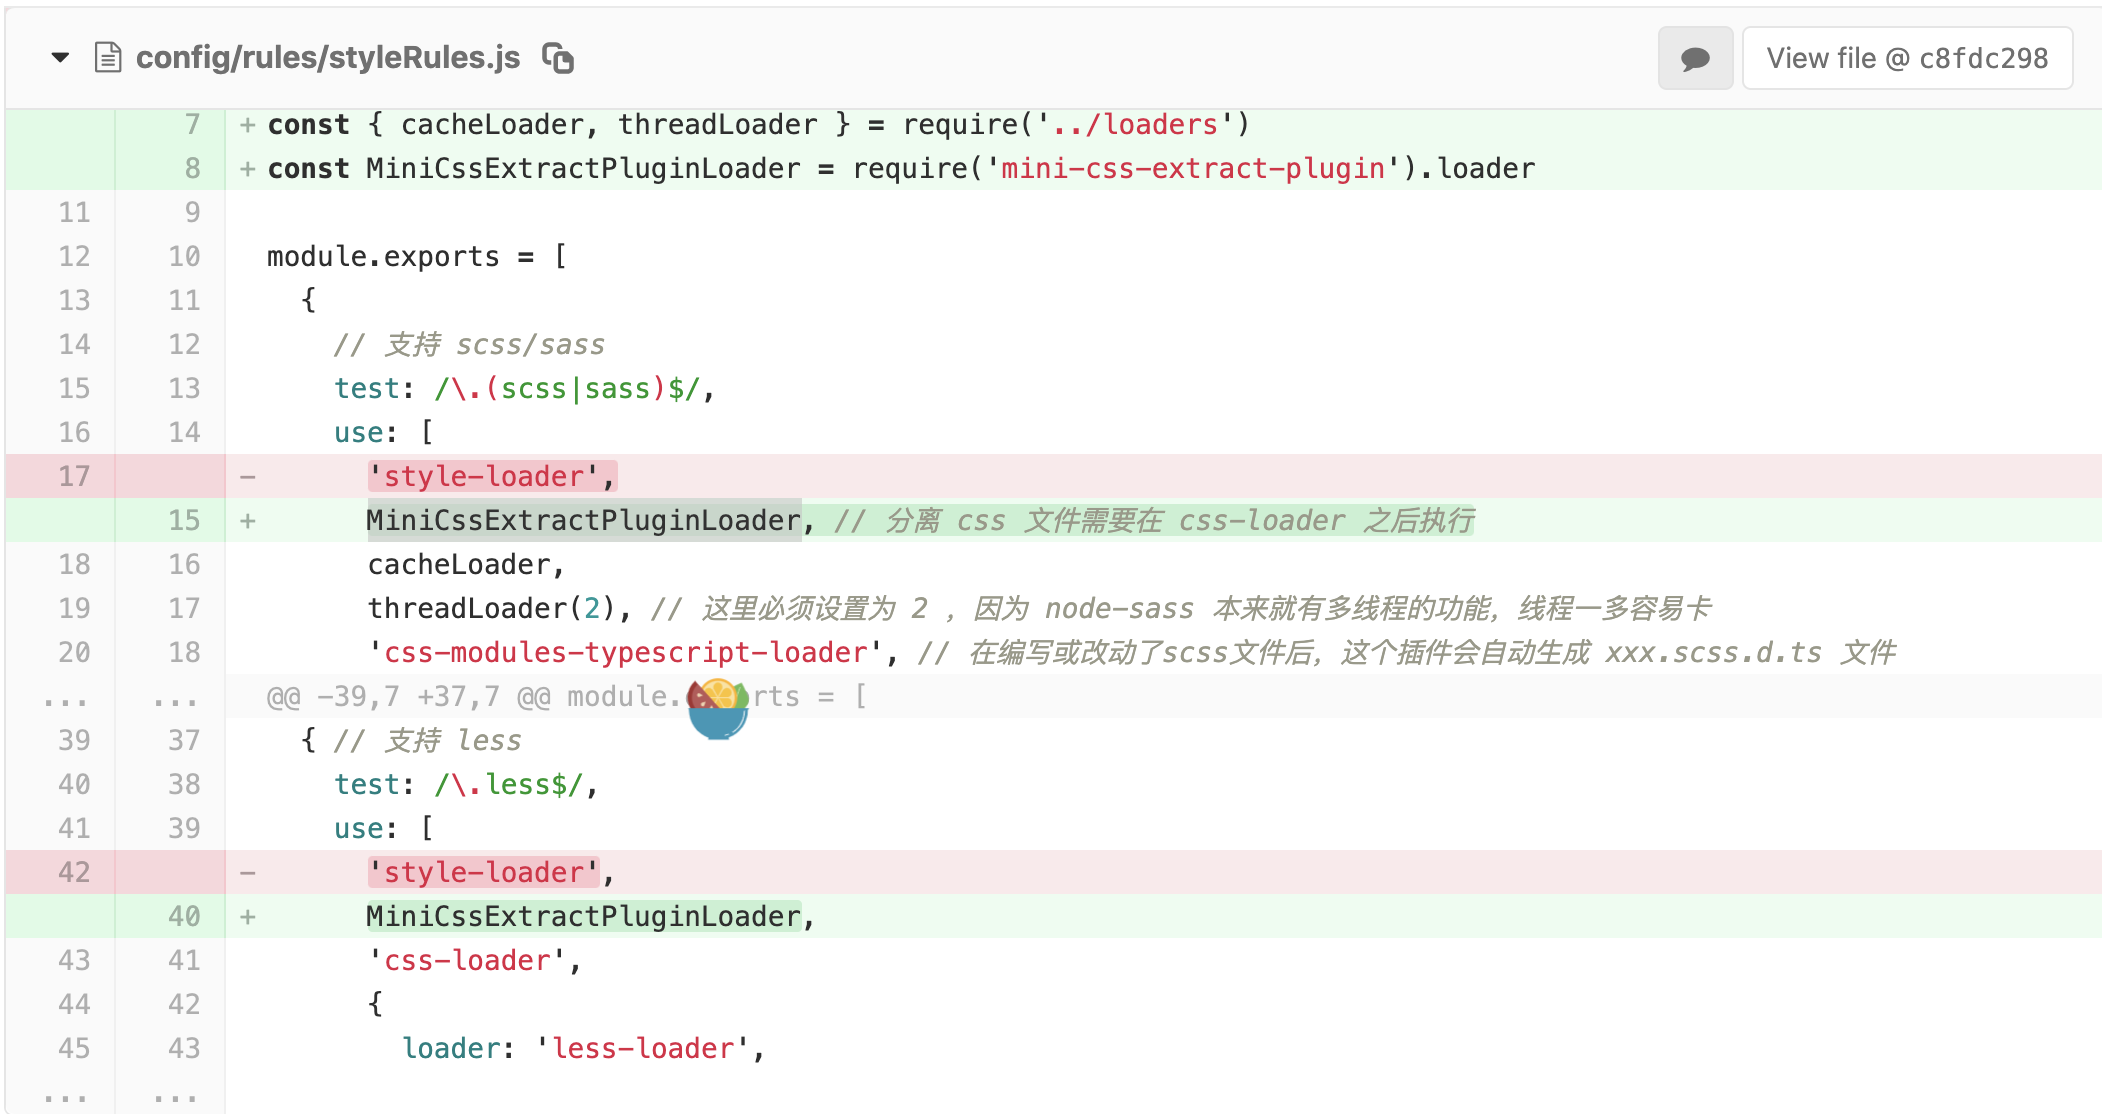 config/rules/styleRules.js View file @ c8fdc298
7 + const { cacheLoader, threadLoader } = require('../loaders')
8 + const MiniCssExtractPluginLoader = require('mini-css-extract-plugin').loader
11 9
12 10 module.exports = [
13 11 {
14 12 // 支持 scss/sass
15 13 test: /\.(scss|sass)$/,
16 14 use: [
17 - 'style-loader',
15 + MiniCssExtractPluginLoader, // 分离 css 文件需要在 css-loader 之后执行
18 16 cacheLoader,
19 17 threadLoader(2), // 这里必须设置为 2 ，因为 node-sass 本来就有多线程的功能，线程一多容易卡
20 18 'css-modules-typescript-loader', // 在编写或改动了scss文件后，这个插件会自动生成 xxx.scss.d.ts 文件
... ... @@ -39,7 +37,7 @@ module. rts = [
39 37 { // 支持 less
40 38 test: /\.less$/,
41 39 use: [
42 - 'style-loader',
40 + MiniCssExtractPluginLoader,
43 41 'css-loader',
44 42 {
45 43 loader: 'less-loader',
... ...